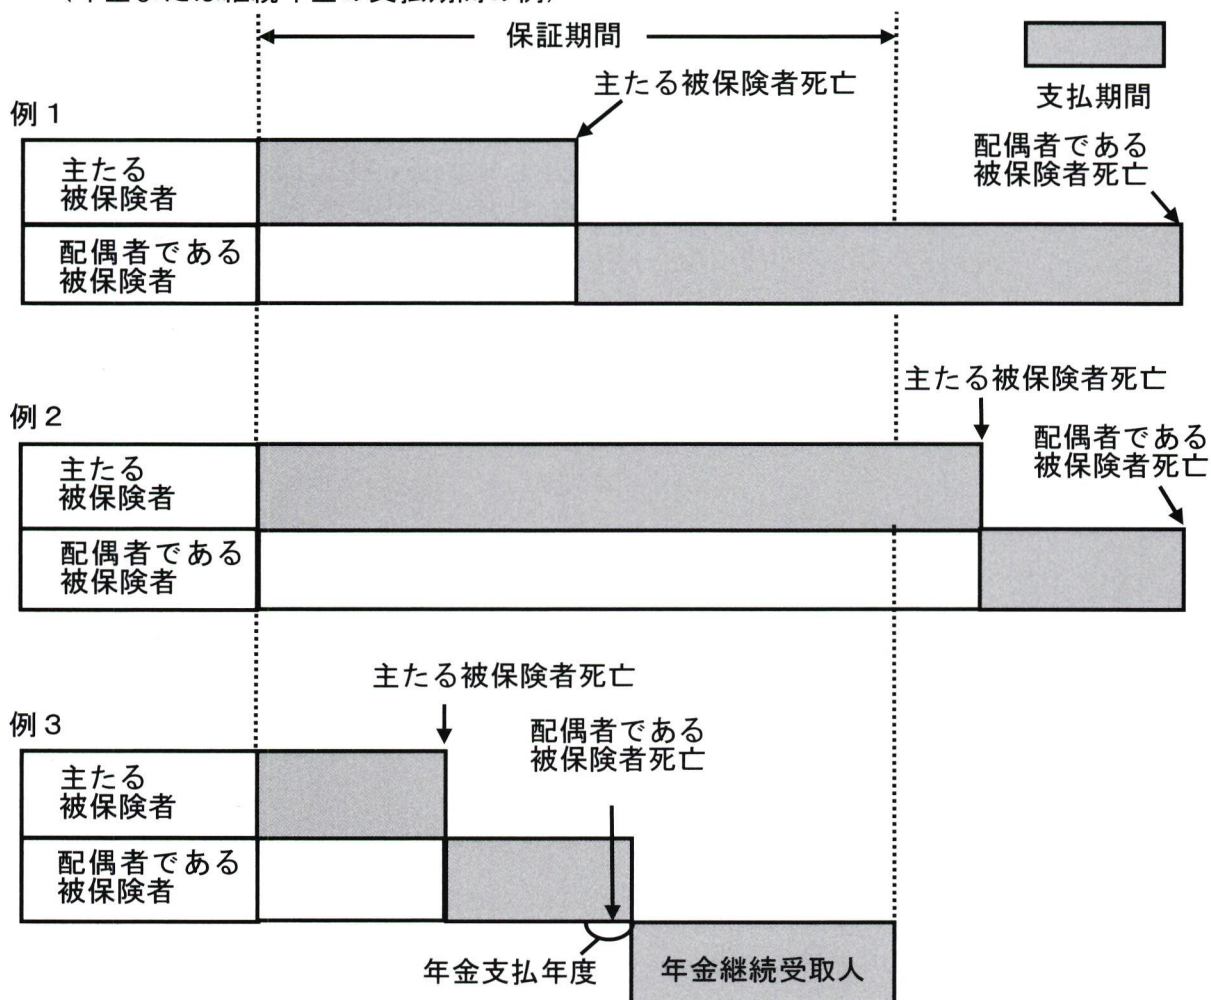 保証期間
支払期間
例１
主たる被保険者死亡
配偶者である
被保険者死亡
主たる
被保険者
配偶者である
被保険者
例２
主たる被保険者死亡
配偶者である
被保険者死亡
主たる
被保険者
配偶者である
被保険者
例３
主たる被保険者死亡
配偶者である
被保険者死亡
主たる
被保険者
配偶者である
被保険者
年金支払年度
年金継続受取人